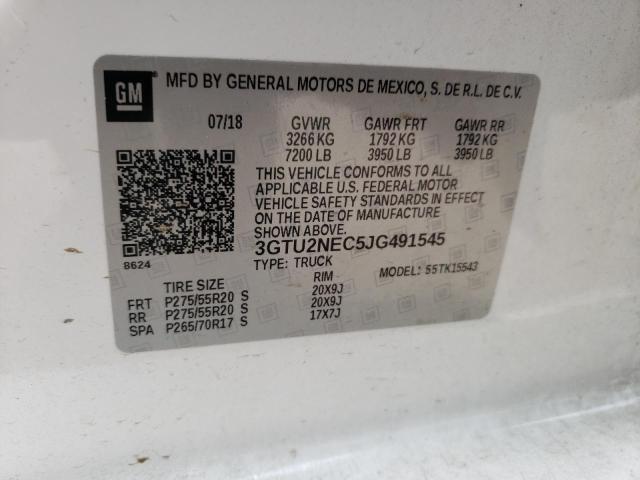 GM
MFD BY GENERAL MOTORS DE MEXICO, S. DE R.L. DE C.V.
07/18 GVWR GAWR FRT GAWR RR
3266 KG 1792 KG 1792 KG
7200 LB 3950 LB 3950 LB
THIS VEHICLE CONFORMS TO ALL
APPLICABLE U.S. FEDERAL MOTOR
VEHICLE SAFETY STANDARDS IN EFFECT
ON THE DATE OF MANUFACTURE
SHOWN ABOVE.
3GTU2NEC5JG491545
8624
TYPE: TRUCK MODEL: 55TK15543
TIRE SIZE RIM
FRT P275/55R20 S 20X9J
RR P275/55R20 S 20X9J
SPA P265/70R17 S 17X7J